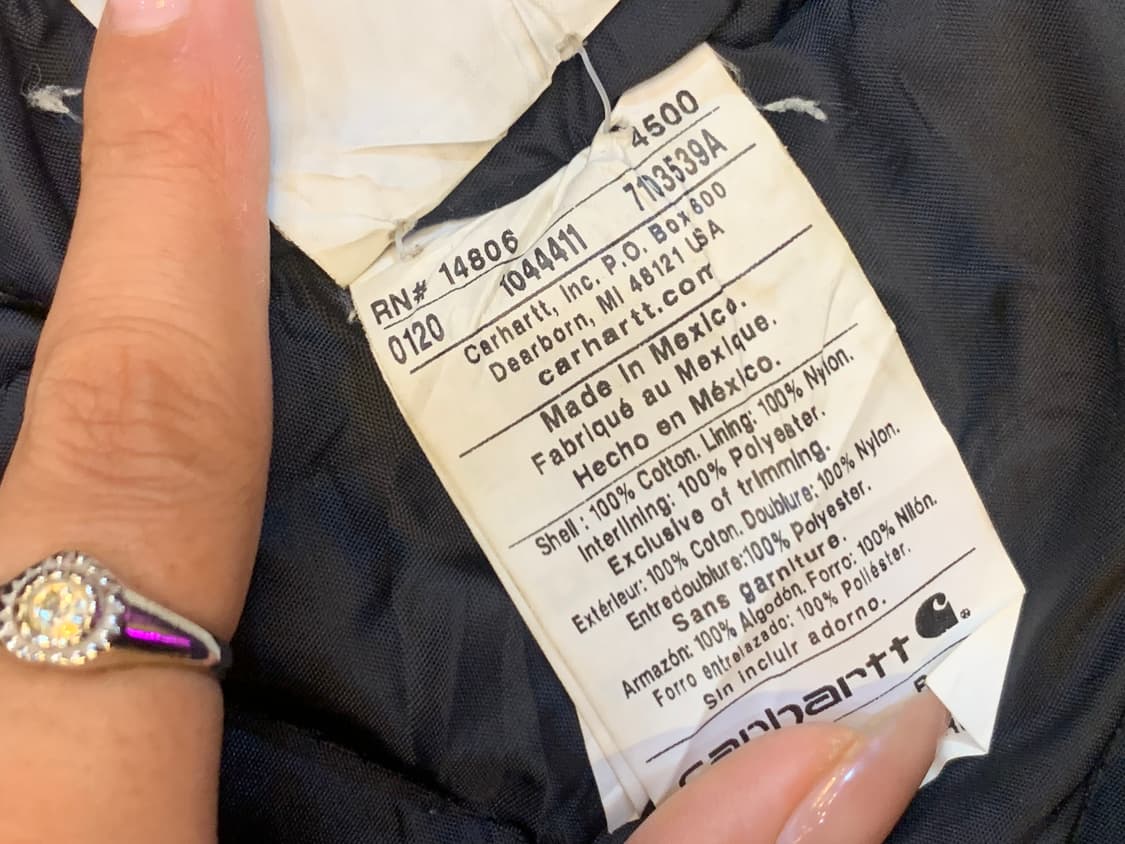 RN# 14806 4500
0120 1044411 7103539A
Carhartt, Inc. P.O. Box 600
Dearborn, MI 48121 USA
carhartt.com
Made in Mexico.
Fabriqué au Mexique.
Hecho en México.
Shell : 100% Cotton. Lining: 100% Nylon.
Interlining: 100% Polyester.
Exclusive of trimming.
Extérieur: 100% Coton. Doublure: 100% Nylon.
Entredoublure:100% Polyester.
Sans garniture.
Armazón: 100% Algodón. Forro: 100% Nilón.
Forro entrelazado: 100% Poliéster.
Sin incluir adorno.
carhartt ®